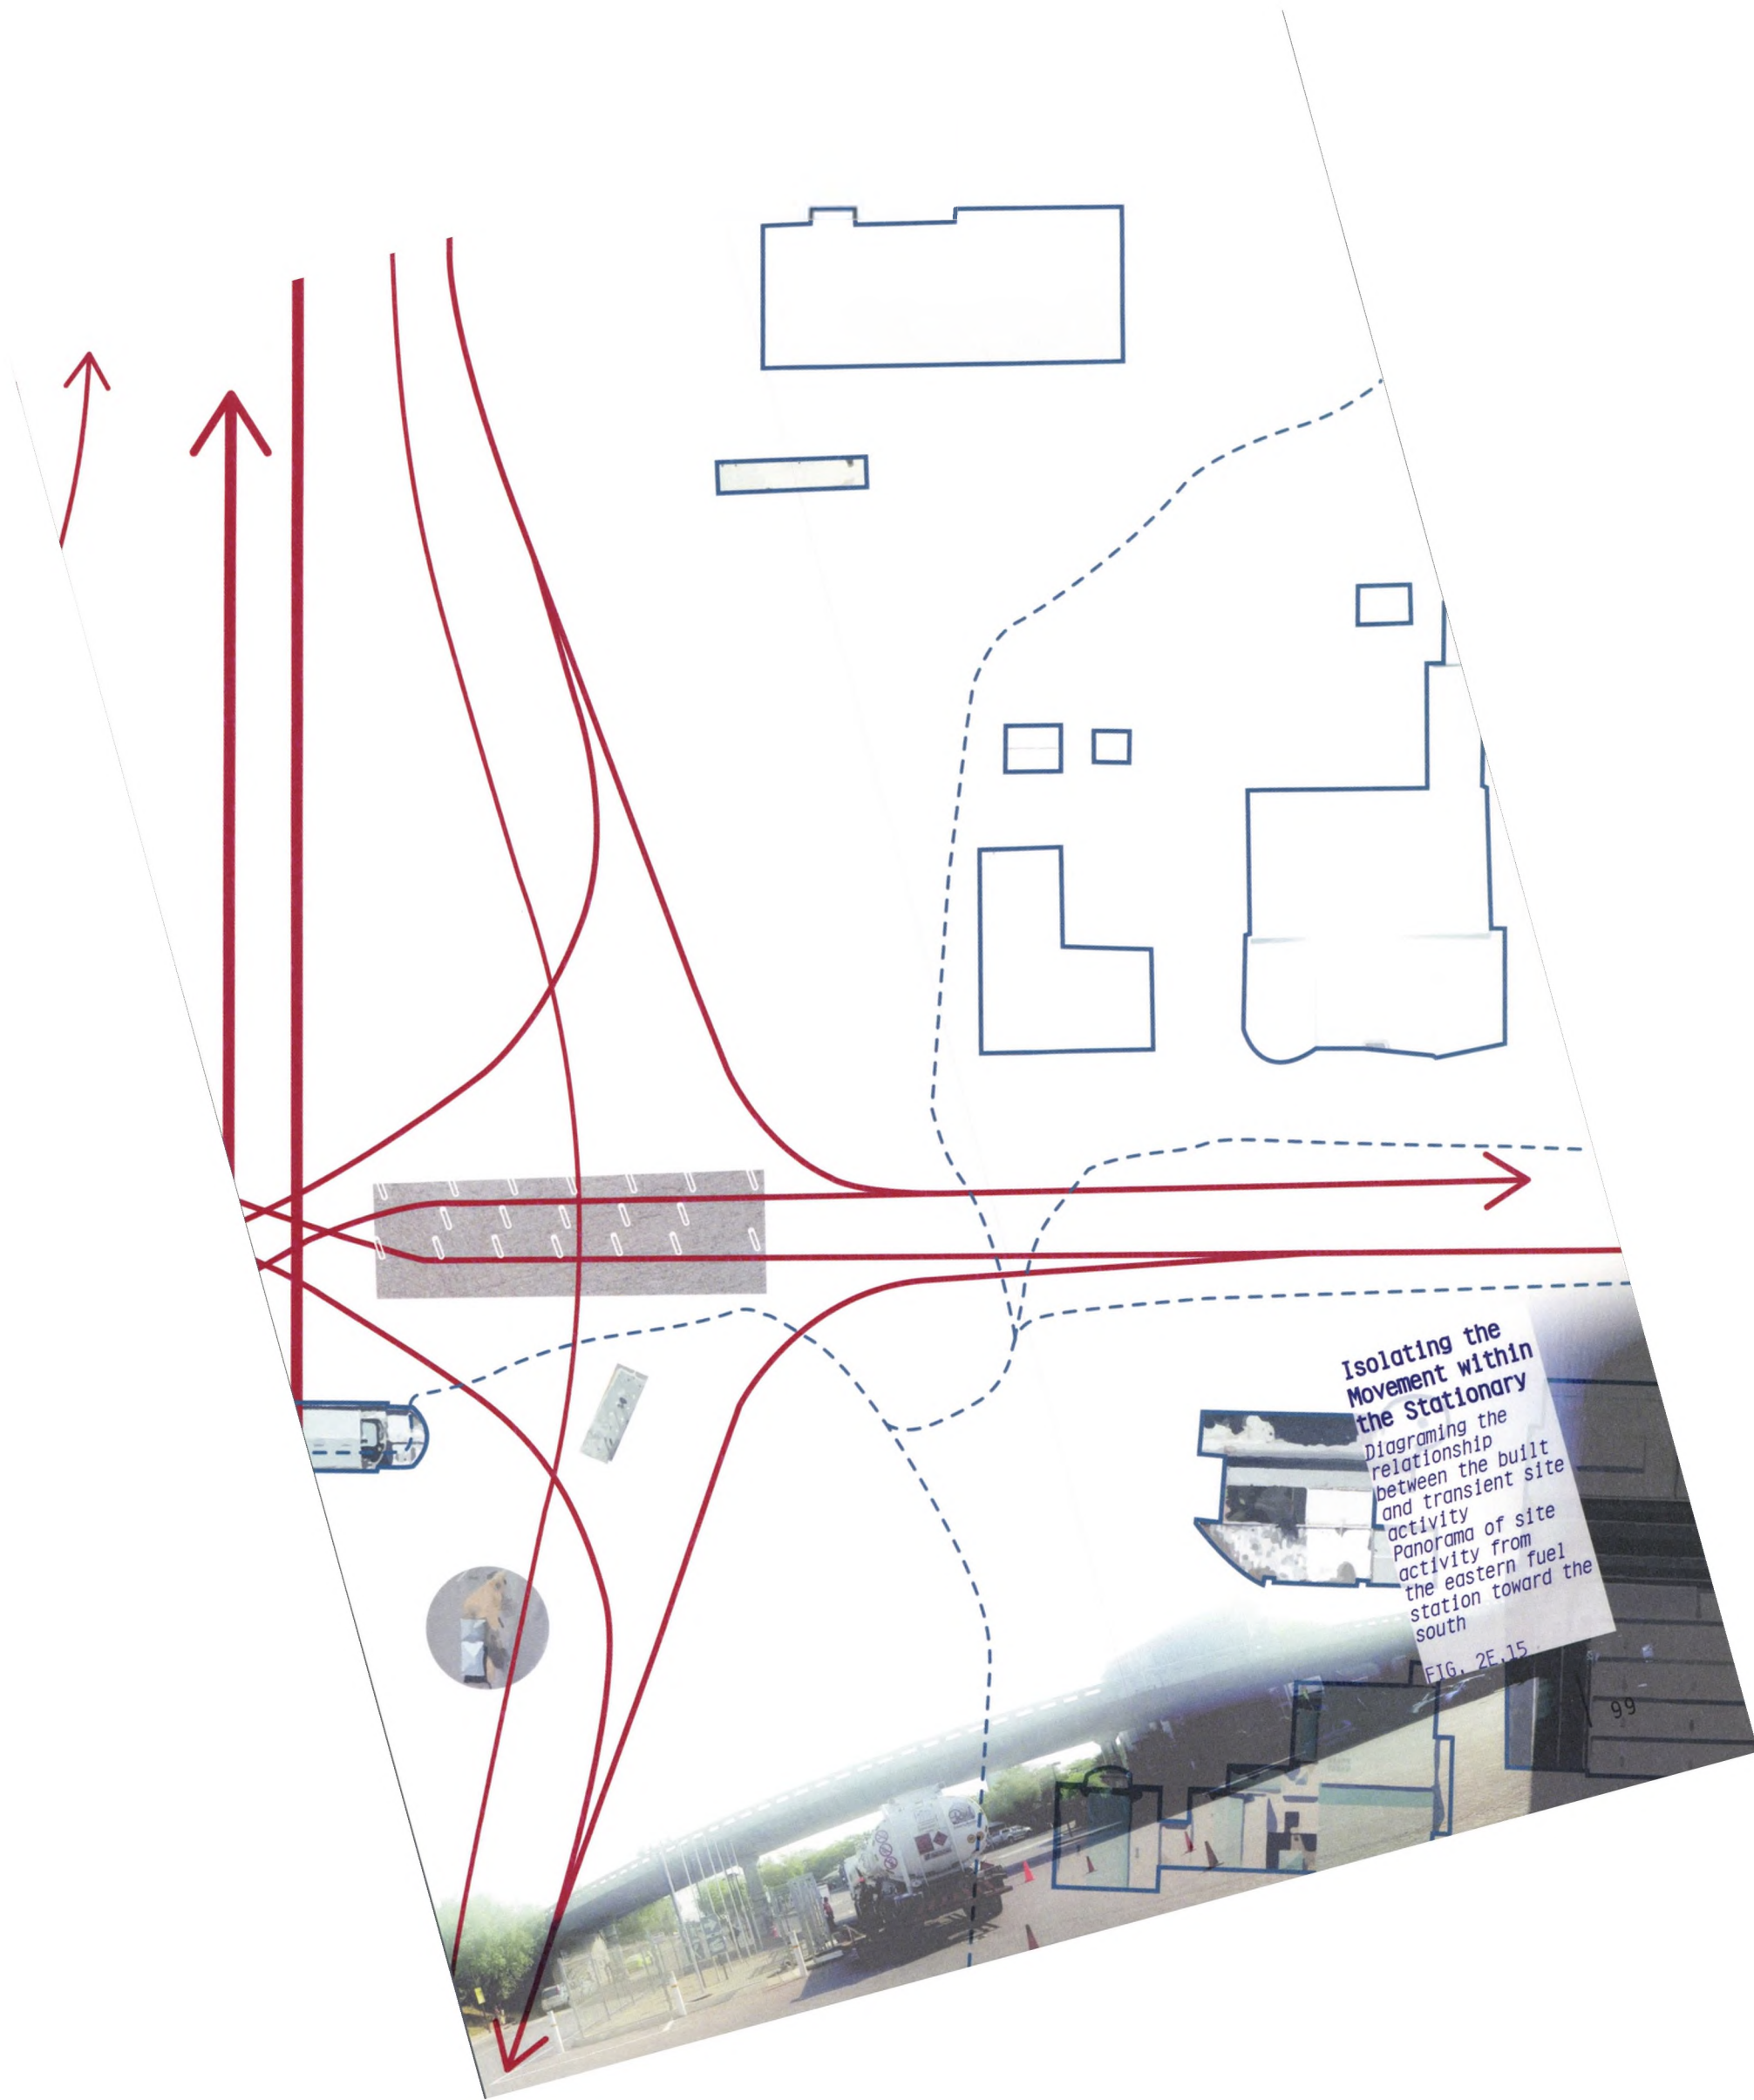 Isolating the
Movement within
the Stationary
Diagraming the
relationship
between the built
and transient site
activity
Panorama of site
activity from
the eastern fuel
station toward the
south
FIG. 2E.15
99